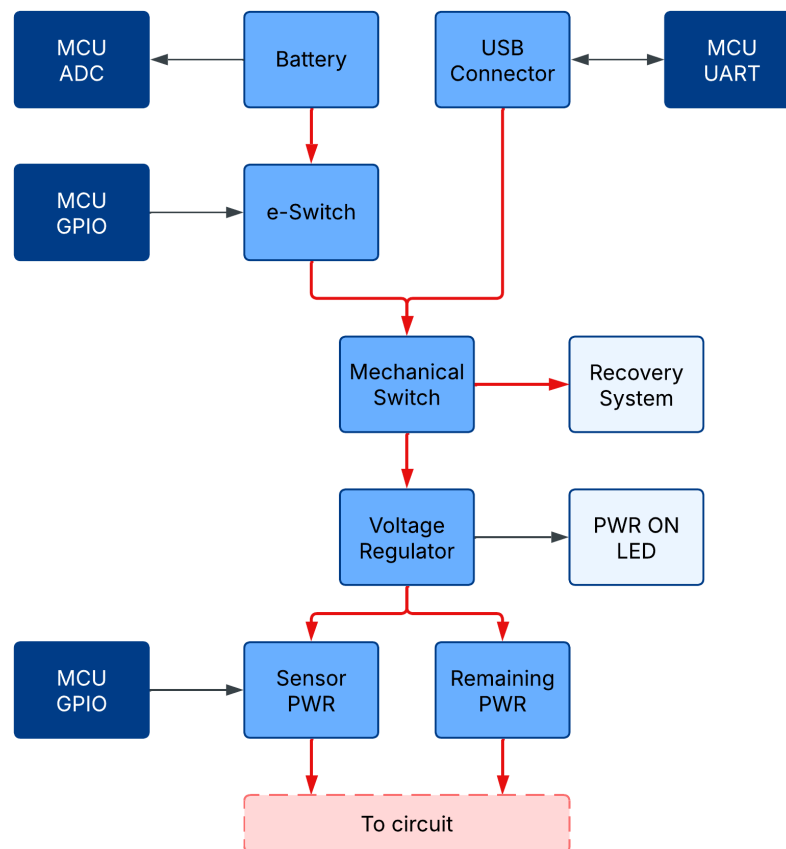 MCU
ADC
Battery
USB
Connector
MCU
UART
MCU
GPIO
e-Switch
Mechanical
Switch
Recovery
System
Voltage
Regulator
PWR ON
LED
MCU
GPIO
Sensor
PWR
Remaining
PWR
To circuit